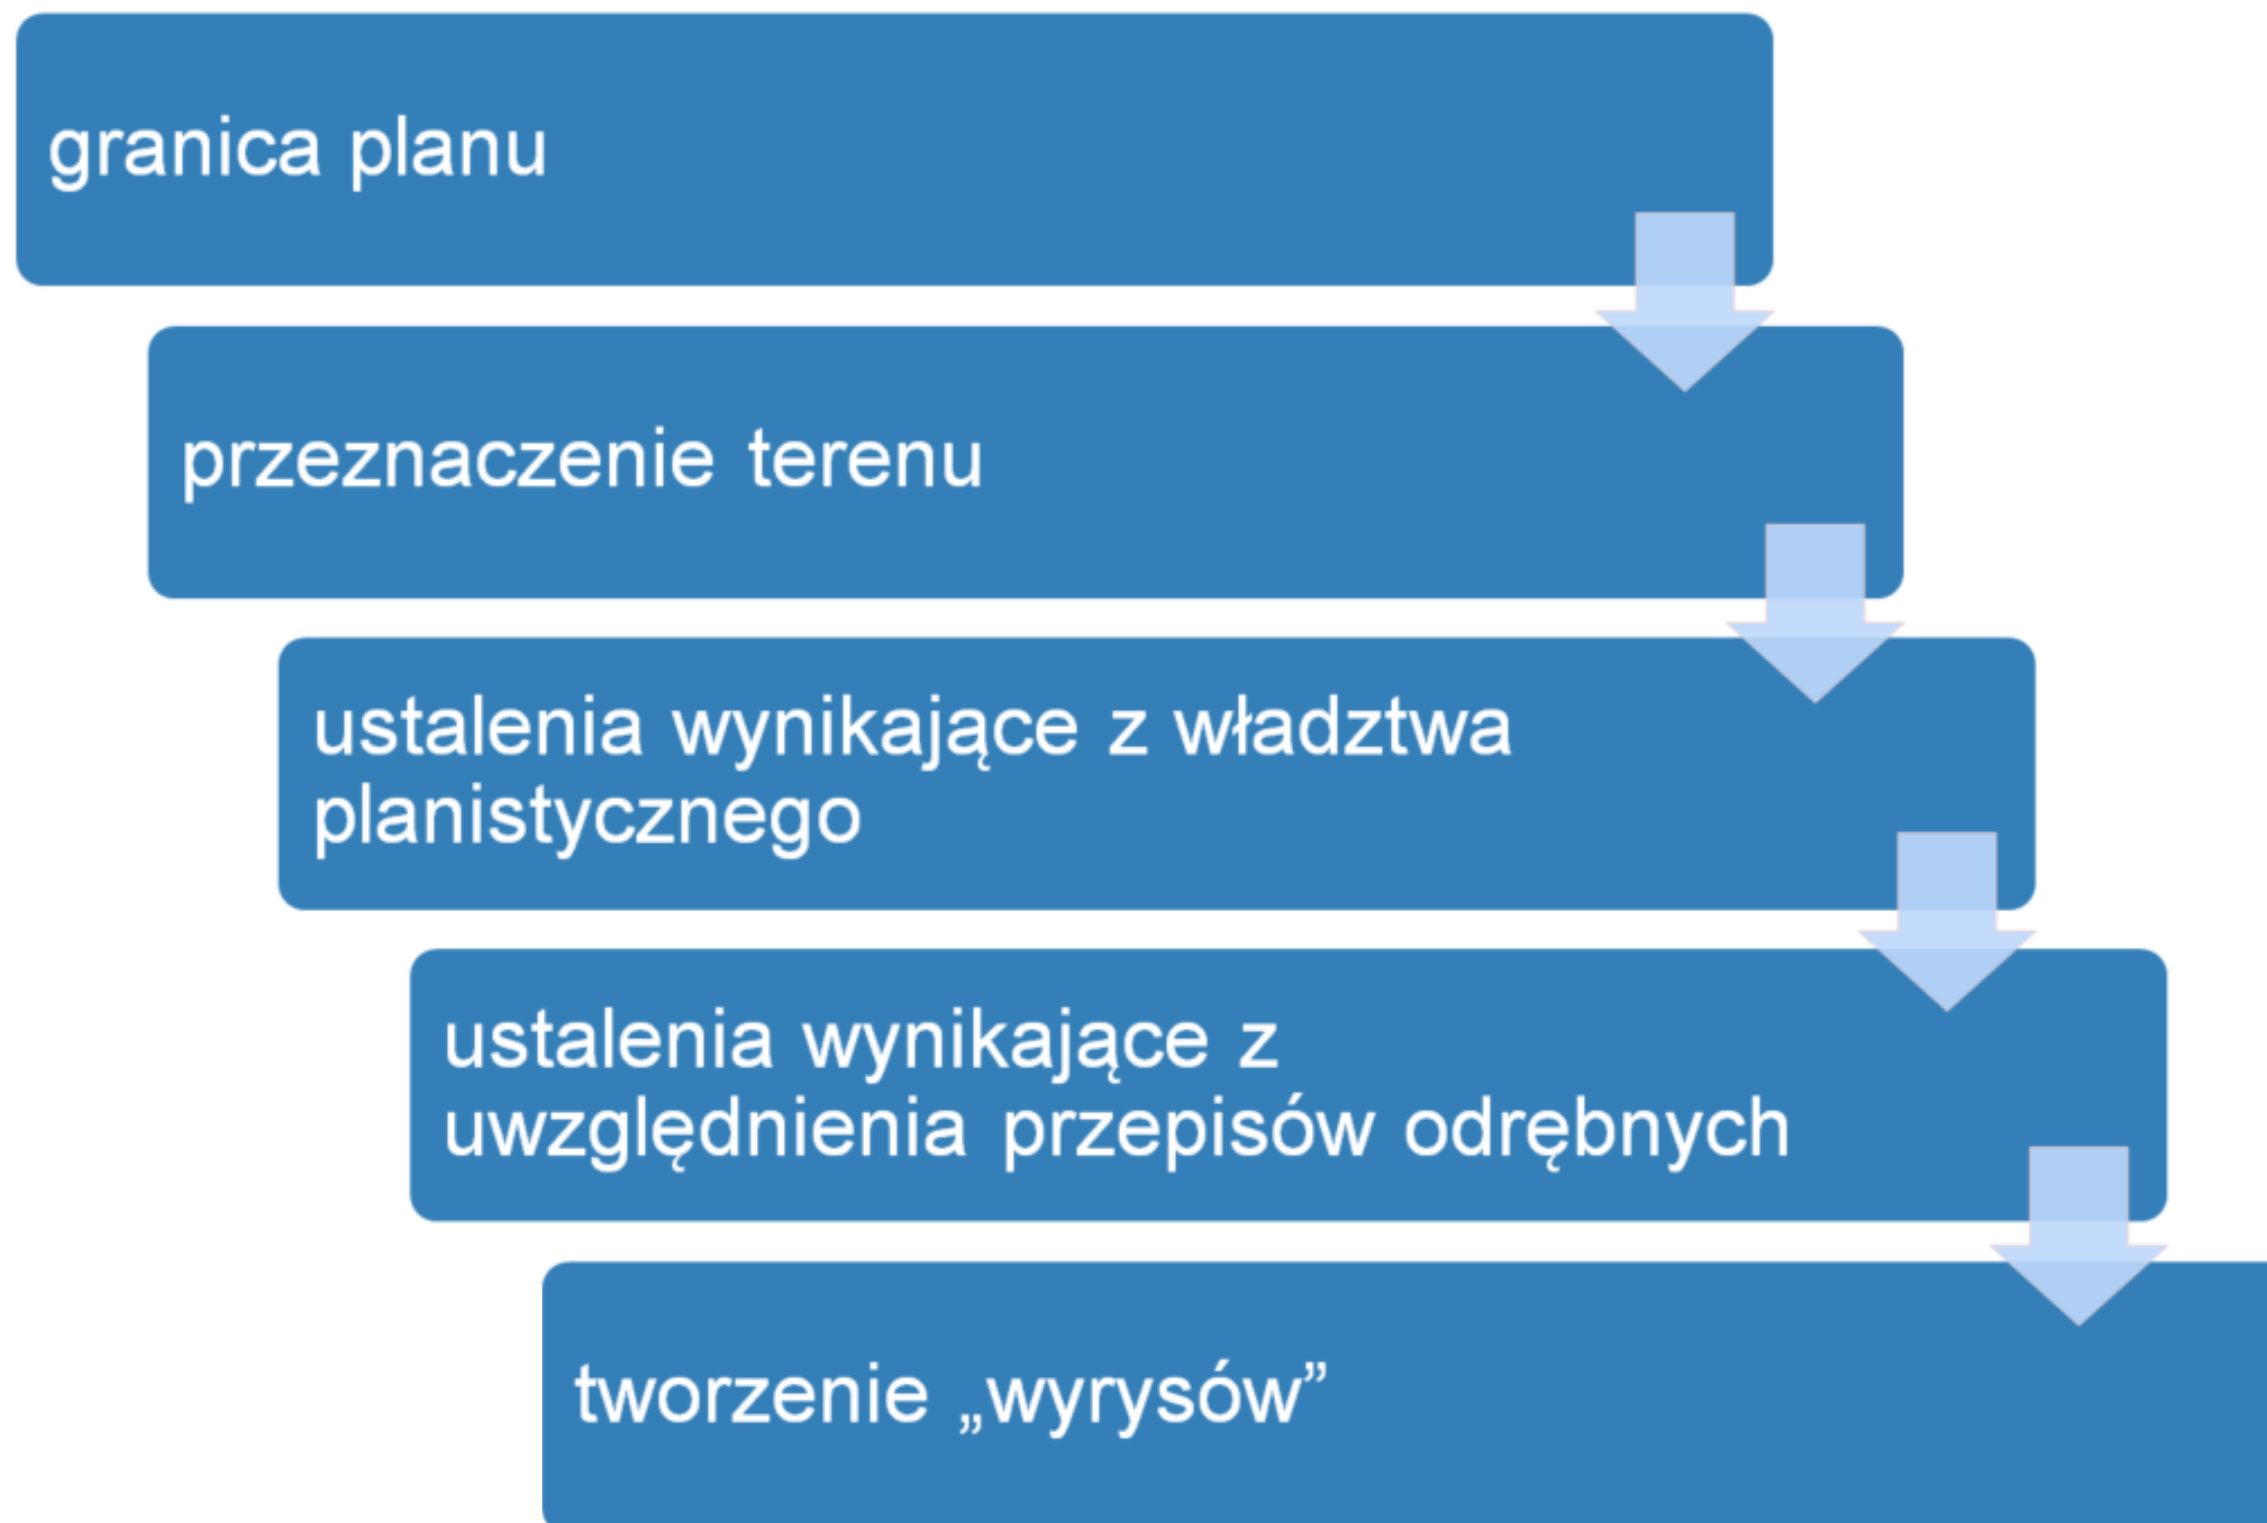 granica planu
przeznaczenie terenu
ustalenia wynikające z władztwa
planistycznego
ustalenia wynikające z
uwzględnienia przepisów odrębnych
tworzenie „wyrysów”